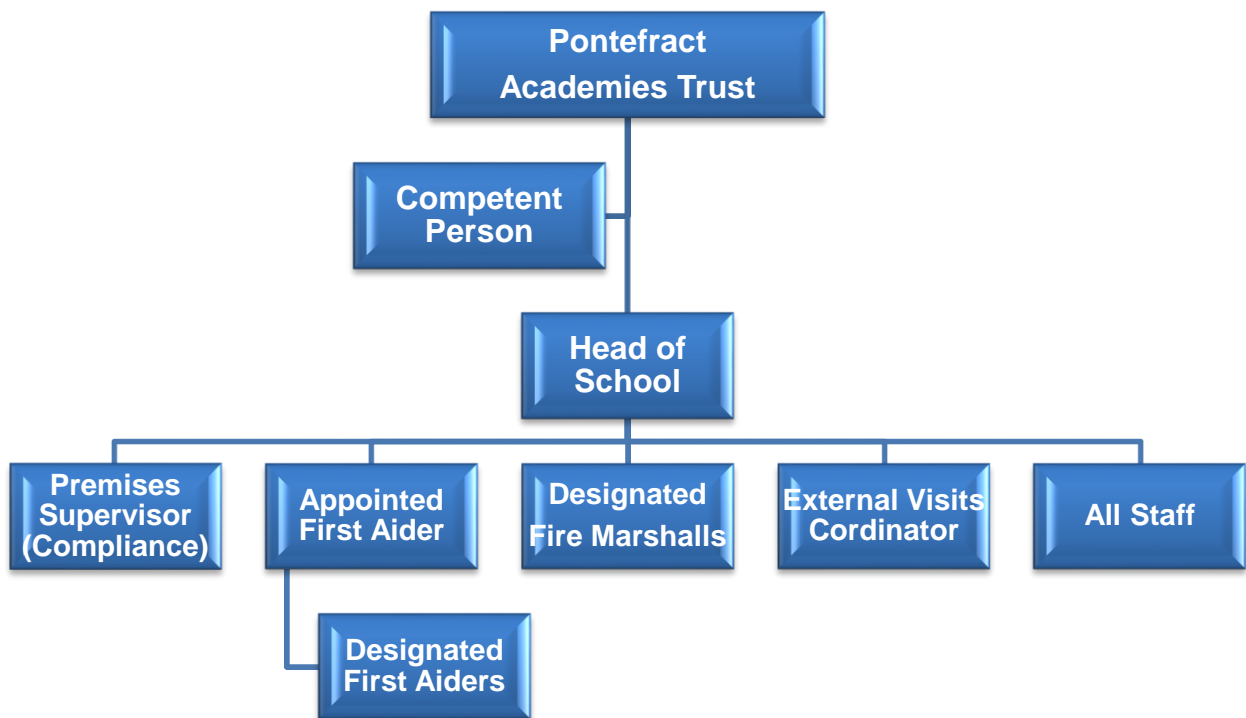 Pontefract
Academies Trust
Competent
Person
Head of
School
Premises
Supervisor
(Compliance)
Appointed
First Aider
Designated
Fire Marshalls
External Visits
Cordinator
All Staff
Designated
First Aiders